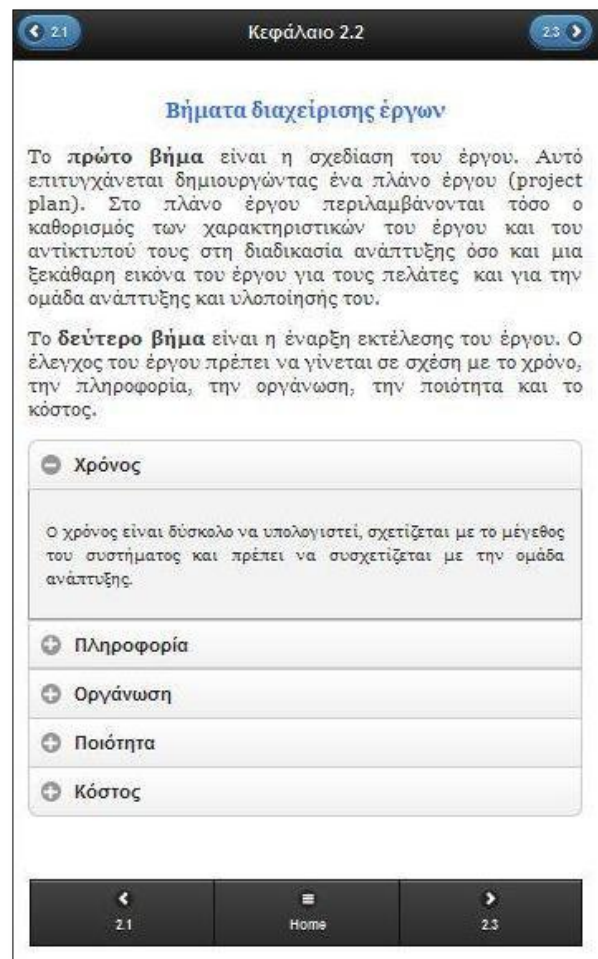 2.1 Κεφάλαιο 2.2 2.3
Βήματα διαχείρισης έργων
Το πρώτο βήμα είναι η σχεδίαση του έργου. Αυτό
επιτυγχάνεται δημιουργώντας ένα πλάνο έργου (project
plan). Στο πλάνο έργου περιλαμβάνονται τόσο ο
καθορισμός των χαρακτηριστικών του έργου και του
αντίκτυπού τους στη διαδικασία ανάπτυξης όσο και μια
ξεκάθαρη εικόνα του έργου για τους πελάτες και για την
ομάδα ανάπτυξης και υλοποίησής του.
Το δεύτερο βήμα είναι η έναρξη εκτέλεσης του έργου. Ο
έλεγχος του έργου πρέπει να γίνεται σε σχέση με το χρόνο,
την πληροφορία, την οργάνωση, την ποιότητα και το
κόστος.
Χρόνος
Ο χρόνος είναι δύσκολο να υπολογιστεί, σχετίζεται με το μέγεθος
του συστήματος και πρέπει να συσχετίζεται με την ομάδα
ανάπτυξης.
Πληροφορία
Οργάνωση
Ποιότητα
Κόστος
2.1 Home 2.3